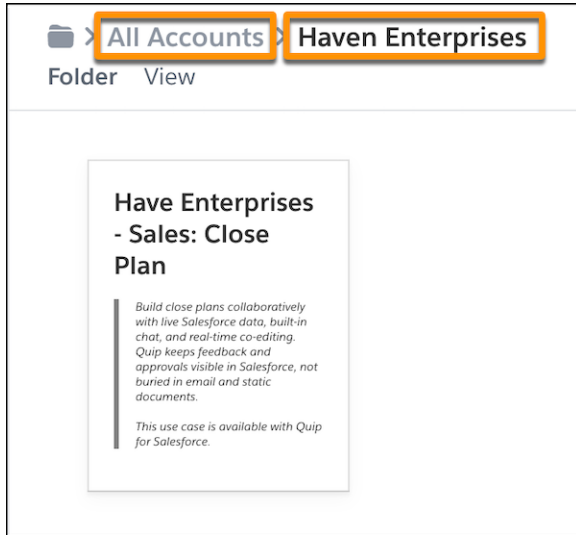 > All Accounts > Haven Enterprises
Folder View
Have Enterprises
- Sales: Close
Plan
Build close plans collaboratively
with live Salesforce data, built-in
chat, and real-time co-editing.
Quip keeps feedback and
approvals visible in Salesforce, not
buried in email and static
documents.
This use case is available with Quip
for Salesforce.